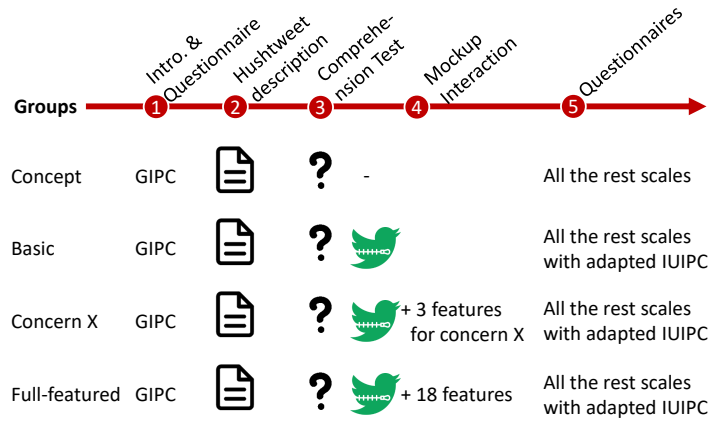 Intro. &
Questionnaire
Hushtweet
description
Comprehe-
nsion Test
Mockup
Interaction
Questionnaires
Groups 1 2 3 4 5
Concept GIPC ? - All the rest scales
Basic GIPC ? All the rest scales
with adapted IUIPC
Concern X GIPC ? + 3 features
for concern X
All the rest scales
with adapted IUIPC
Full-featured GIPC ? + 18 features All the rest scales
with adapted IUIPC